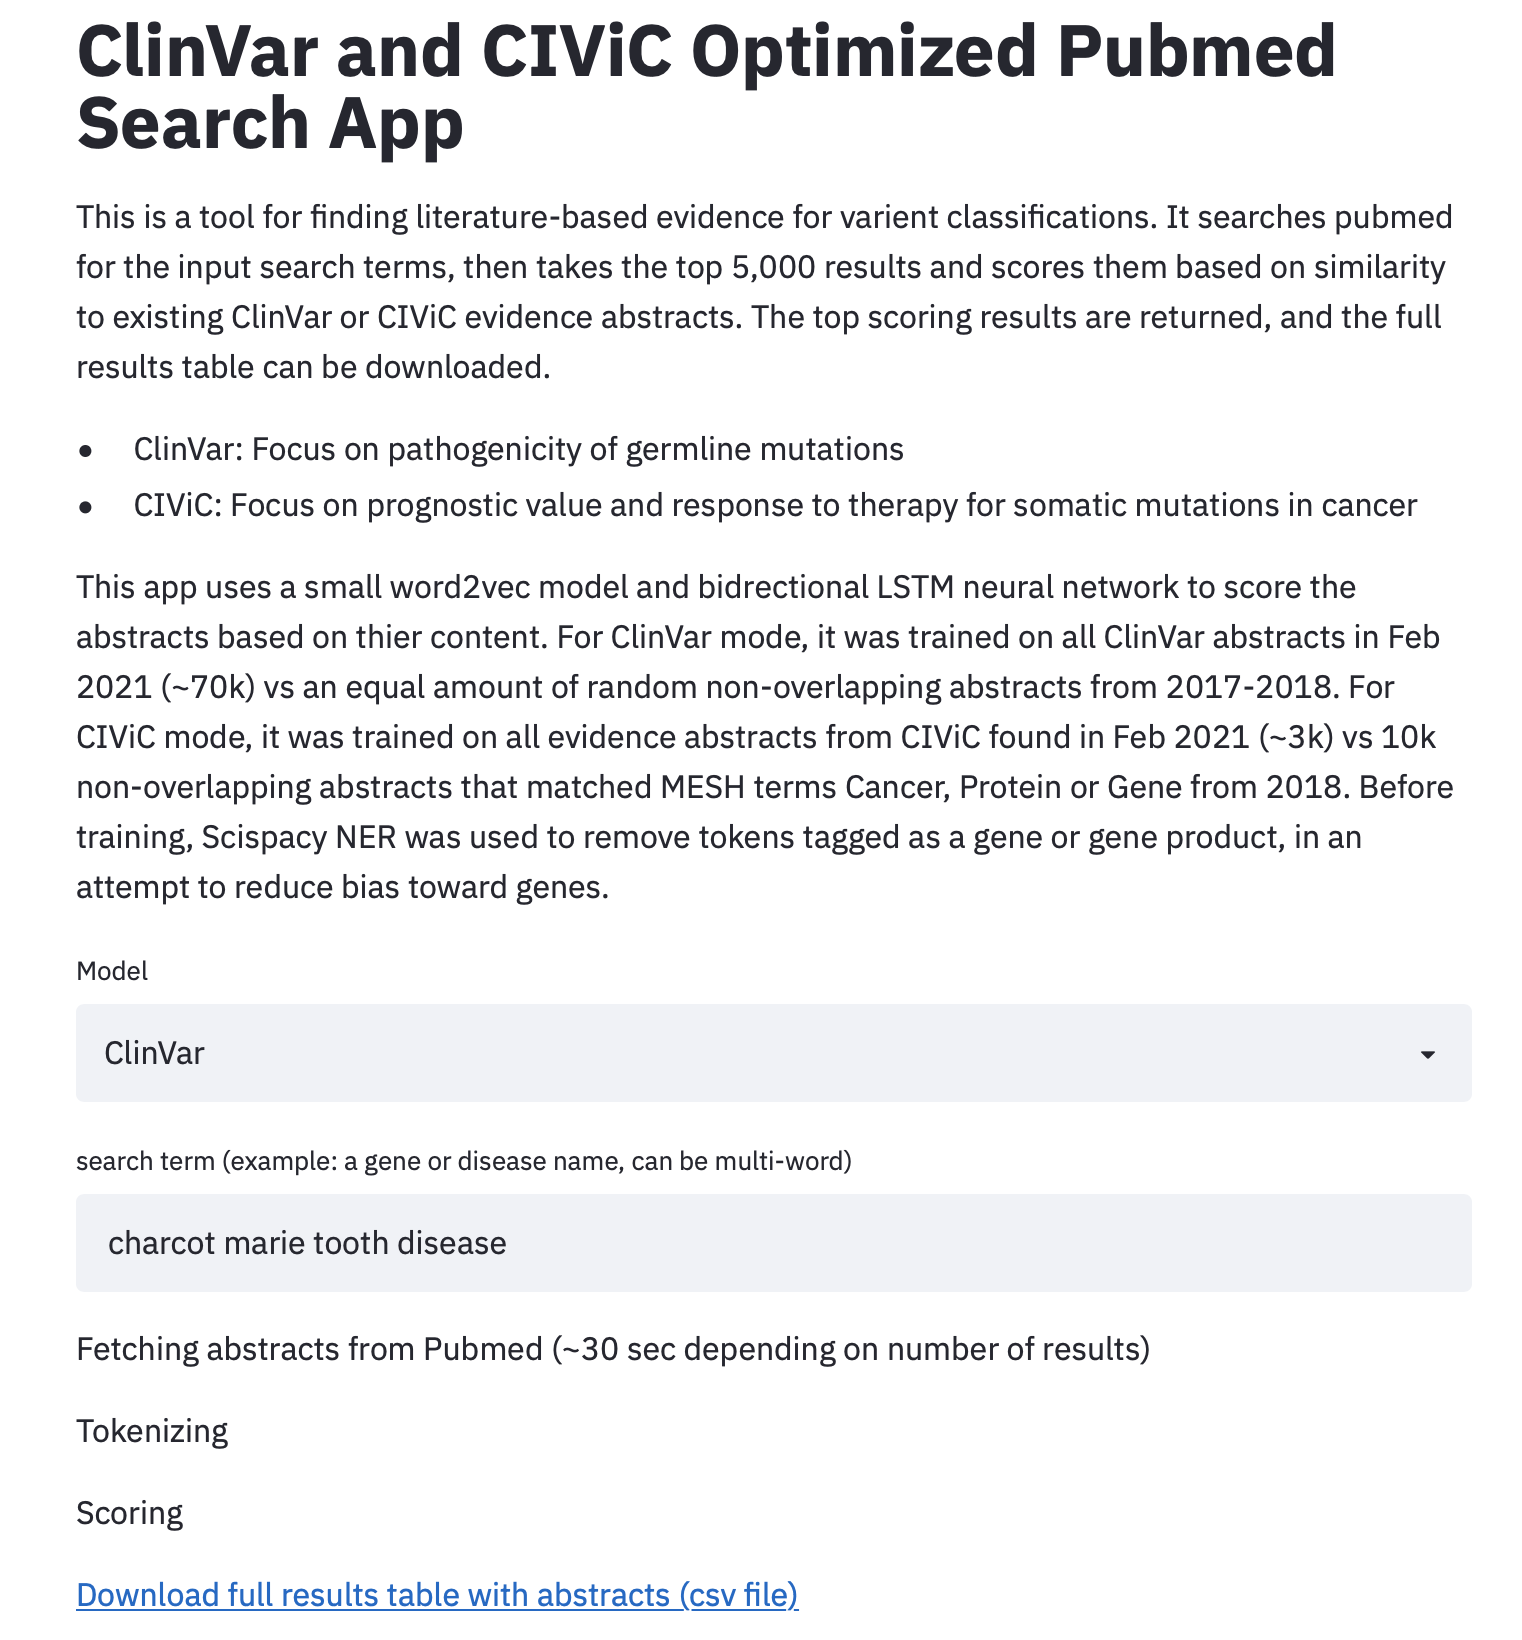 ClinVar and CIViC Optimized Pubmed
Search App
This is a tool for finding literature-based evidence for varient classifications. It searches pubmed
for the input search terms, then takes the top 5,000 results and scores them based on similarity
to existing ClinVar or CIViC evidence abstracts. The top scoring results are returned, and the full
results table can be downloaded.
• ClinVar: Focus on pathogenicity of germline mutations
• CIViC: Focus on prognostic value and response to therapy for somatic mutations in cancer
This app uses a small word2vec model and bidrectional LSTM neural network to score the
abstracts based on thier content. For ClinVar mode, it was trained on all ClinVar abstracts in Feb
2021 (~70k) vs an equal amount of random non-overlapping abstracts from 2017-2018. For
CIViC mode, it was trained on all evidence abstracts from CIViC found in Feb 2021 (~3k) vs 10k
non-overlapping abstracts that matched MESH terms Cancer, Protein or Gene from 2018. Before
training, Scispacy NER was used to remove tokens tagged as a gene or gene product, in an
attempt to reduce bias toward genes.
Model
ClinVar
search term (example: a gene or disease name, can be multi-word)
charcot marie tooth disease
Fetching abstracts from Pubmed (~30 sec depending on number of results)
Tokenizing
Scoring
Download full results table with abstracts (csv file)